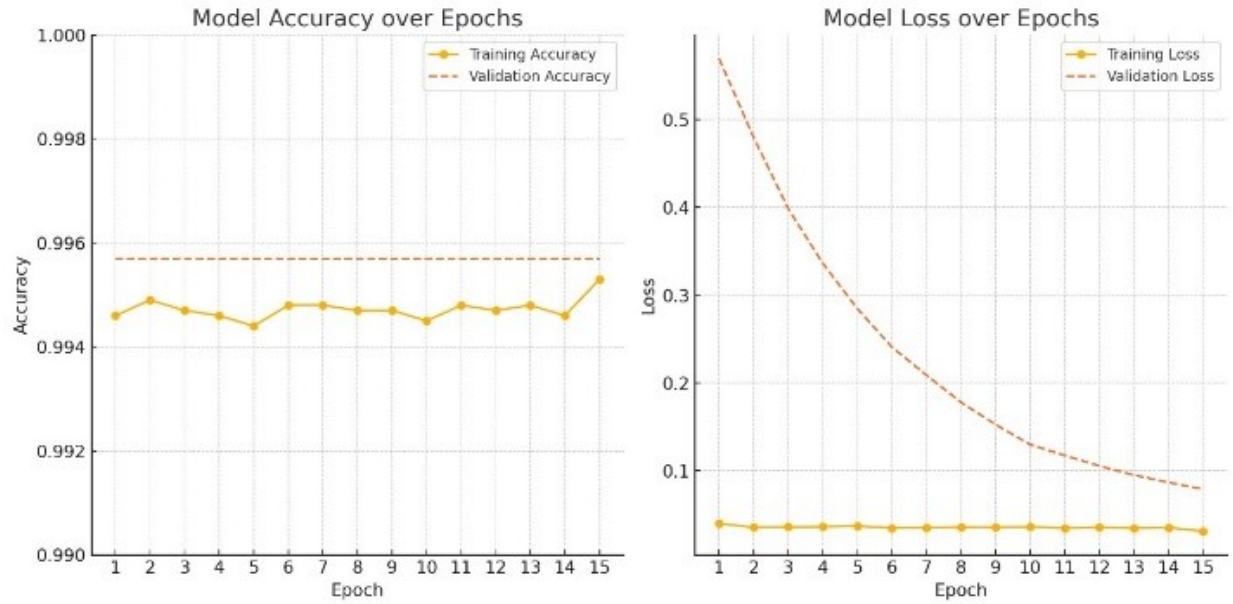 Model Accuracy over Epochs
1.000
0.998
0.996
0.994
0.992
0.990
Accuracy
Training Accuracy
Validation Accuracy
1 2 3 4 5 6 7 8 9 10 11 12 13 14 15
Epoch
Model Loss over Epochs
0.5
0.4
0.3
0.2
0.1
Loss
Training Loss
Validation Loss
1 2 3 4 5 6 7 8 9 10 11 12 13 14 15
Epoch